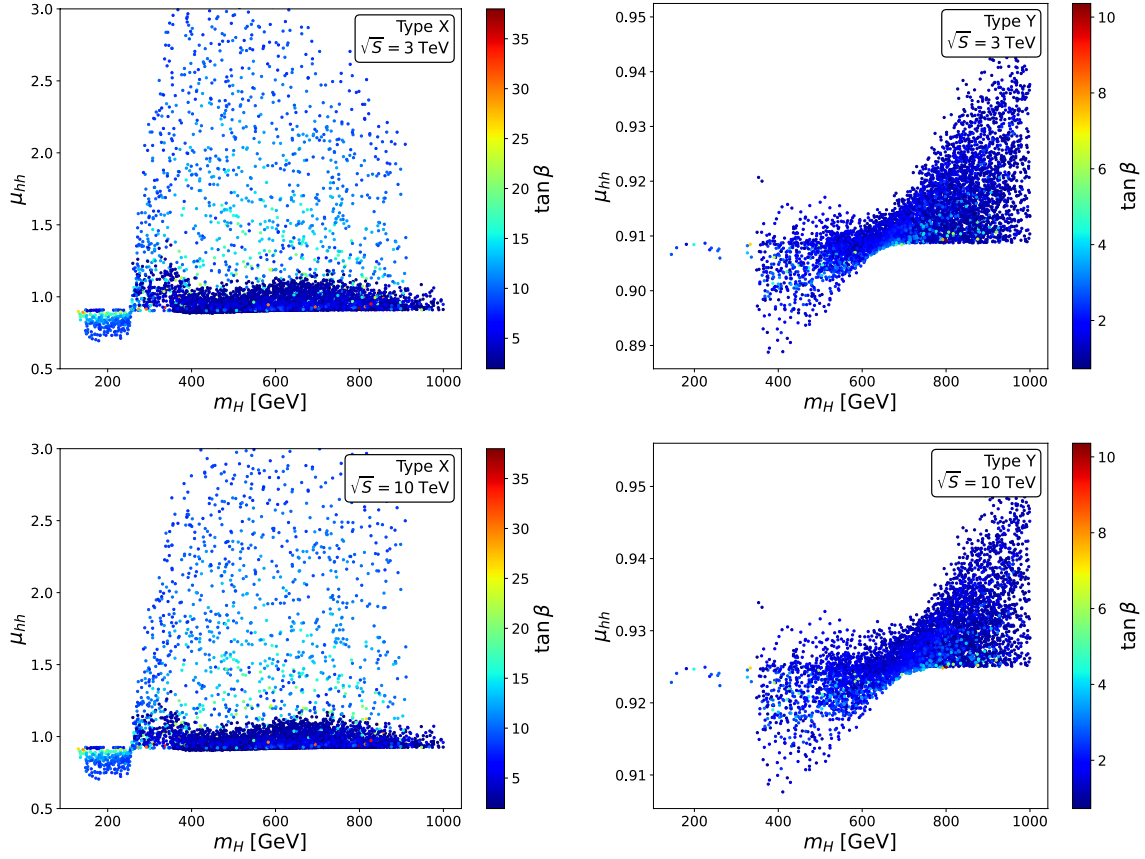 3.0
2.5
2.0
1.5
1.0
0.5
μhh
200 400 600 800 1000
mH [GeV]
Type X
√S = 3 TeV
35
30
25
20
15
10
5
tan β
0.95
0.94
0.93
0.92
0.91
0.90
0.89
μhh
200 400 600 800 1000
mH [GeV]
Type Y
√S = 3 TeV
10
8
6
4
2
tan β
3.0
2.5
2.0
1.5
1.0
0.5
μhh
200 400 600 800 1000
mH [GeV]
Type X
√S = 10 TeV
35
30
25
20
15
10
5
tan β
0.95
0.94
0.93
0.92
0.91
μhh
200 400 600 800 1000
mH [GeV]
Type Y
√S = 10 TeV
10
8
6
4
2
tan β